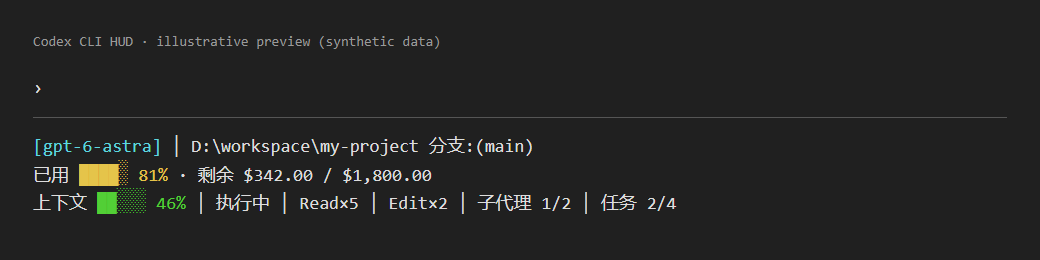 Codex CLI HUD · illustrative preview (synthetic data)
›
[gpt-6-astra] │ D:\workspace\my-project 分支:(main)
已用 ████░ 81% · 剩余 $342.00 / $1,800.00
上下文 ██░░░ 46% │ 执行中 │ Read×5 │ Edit×2 │ 子代理 1/2 │ 任务 2/4